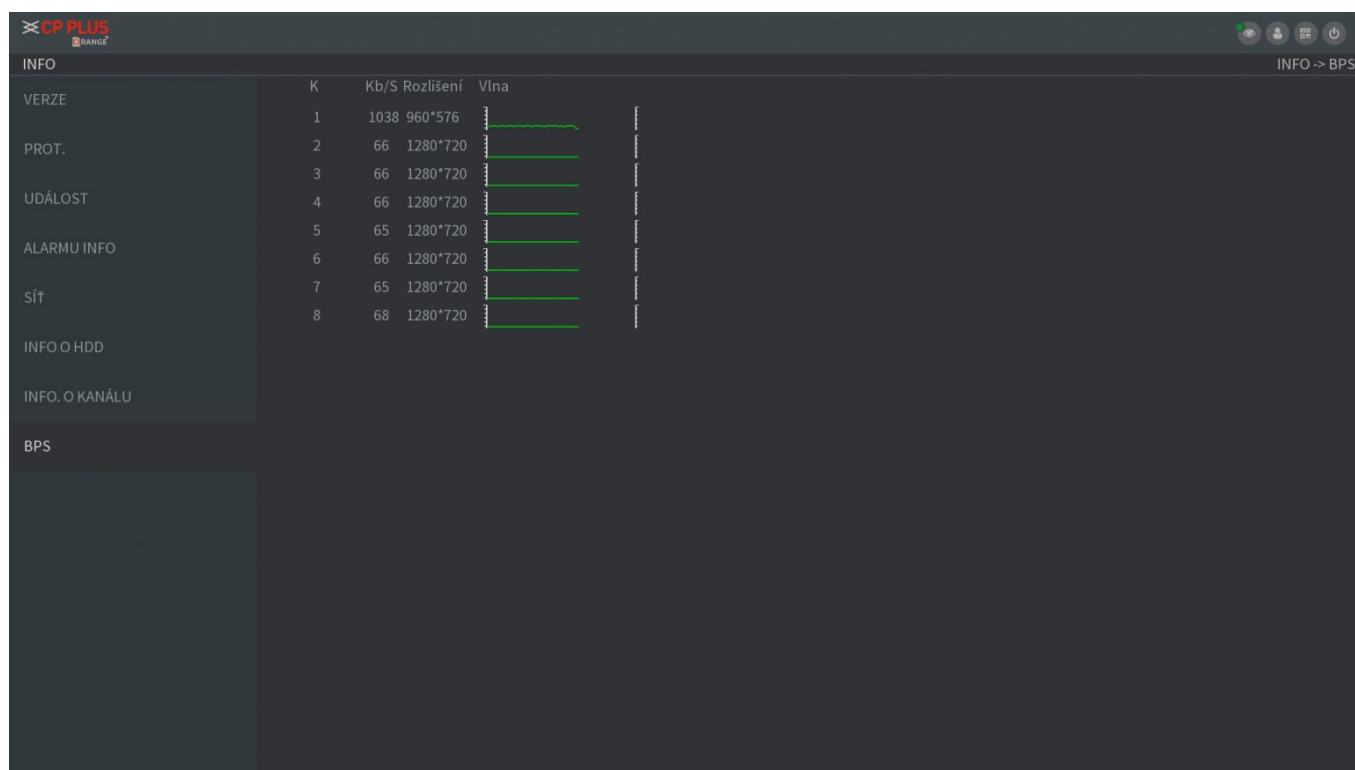 CP PLUS
ORANGE
INFO
INFO -> BPS
VERZE
PROT.
UDÁLOST
ALARMU INFO
SÍŤ
INFO O HDD
INFO. O KANÁLU
BPS
K Kb/S Rozlišení Vlna
1 1038 960*576
2 66 1280*720
3 66 1280*720
4 66 1280*720
5 65 1280*720
6 66 1280*720
7 65 1280*720
8 68 1280*720